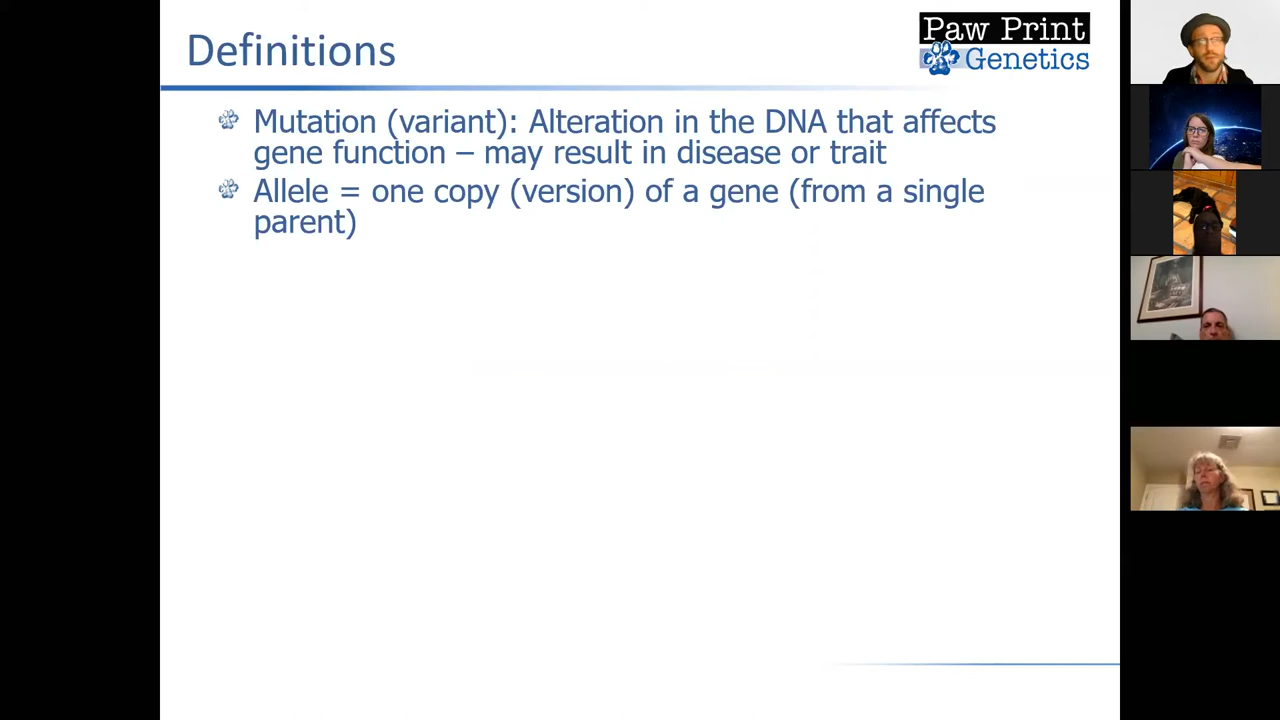 Definitions
Paw Print
Genetics
Mutation (variant): Alteration in the DNA that affects
gene function – may result in disease or trait
Allele = one copy (version) of a gene (from a single
parent)